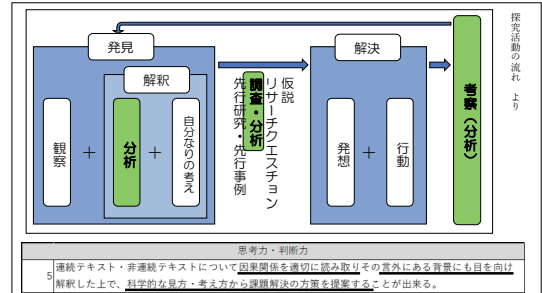 探究活動の流れ より
発見
解釈
観察
＋
分析
＋
自分なりの考え
仮説
リサーチクエスチョン
調査・分析
先行研究・先行事例
解決
発想
＋
行動
考察（分析）
思考力・判断力
5
連続テキスト・非連続テキストについて因果関係を適切に読み取りその言外にある背景にも目を向け
解釈した上で、科学的な見方・考え方から課題解決の方策を提案することが出来る。